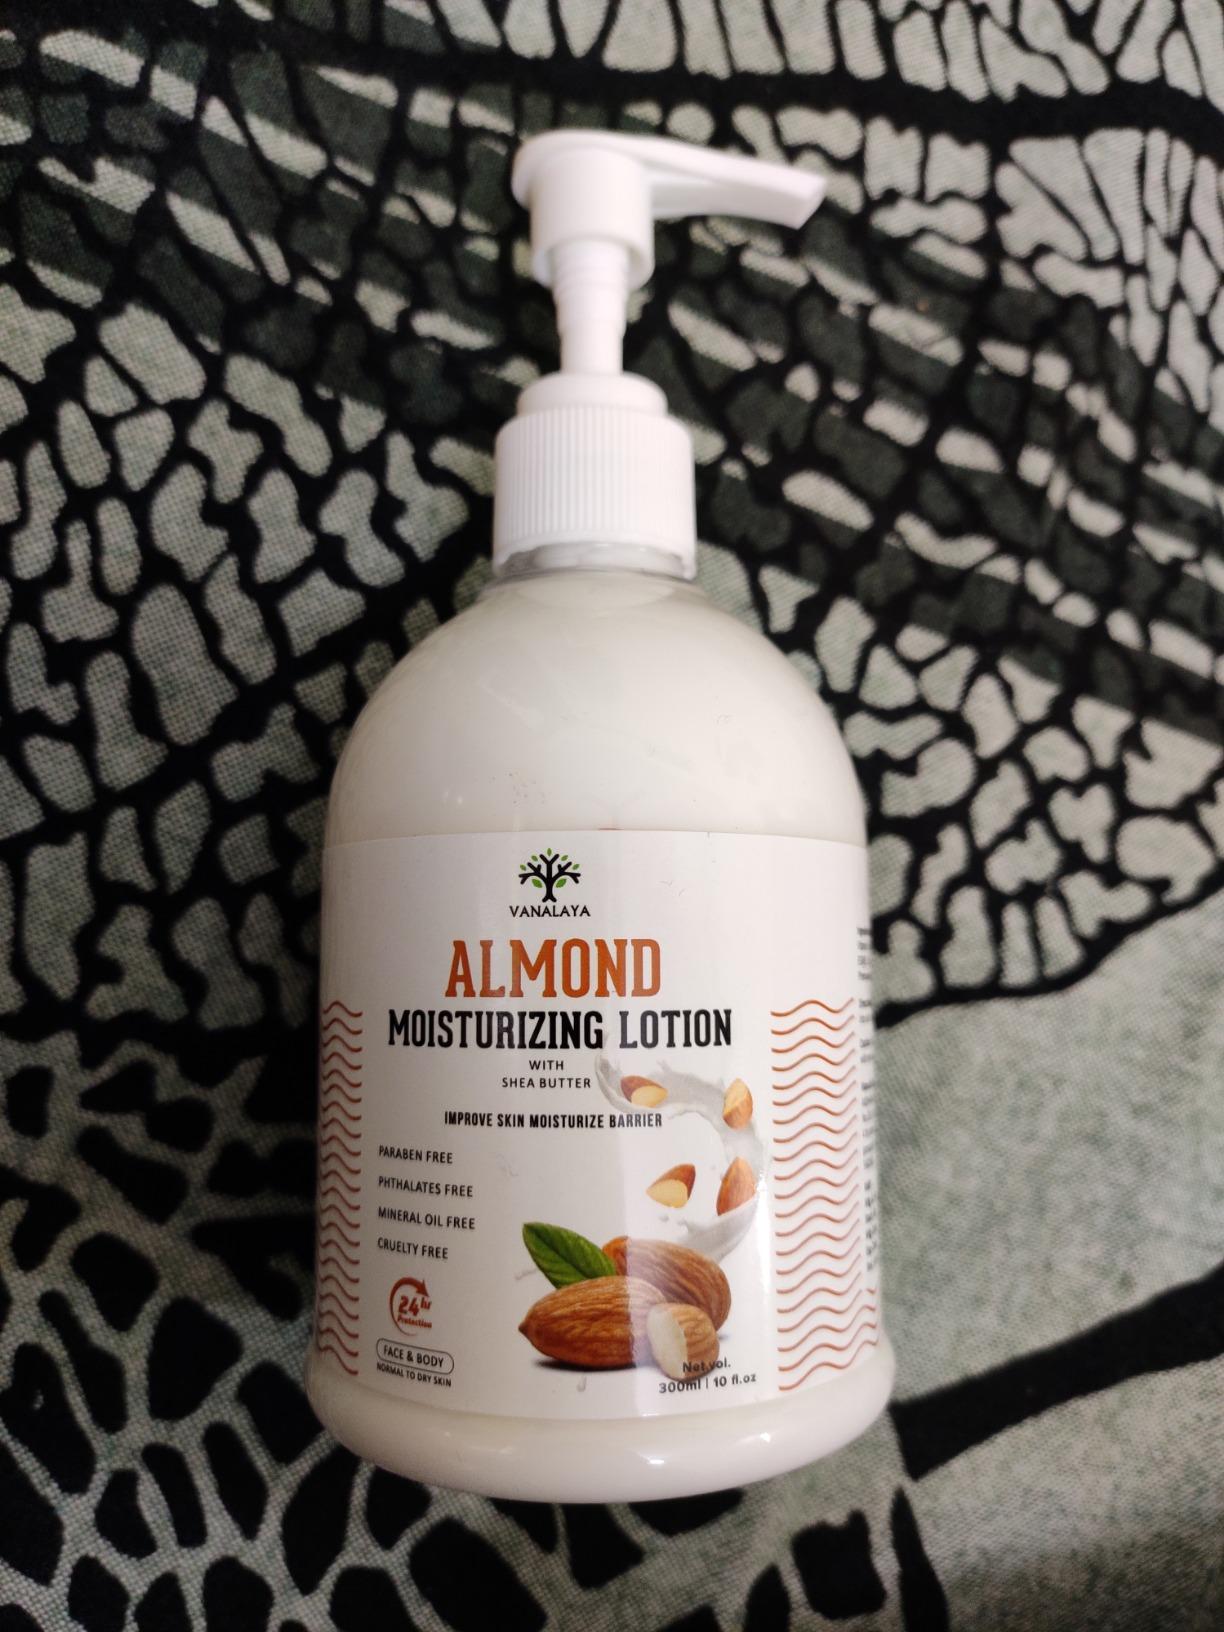 VANALAYA
ALMOND
MOISTURIZING LOTION
WITH
SHEA BUTTER
IMPROVE SKIN MOISTURIZE BARRIER
PARABEN FREE
PHTHALATES FREE
MINERAL OIL FREE
CRUELTY FREE
24hr
Protection
FACE & BODY
NORMAL TO DRY SKIN
Net vol.
300ml | 10 fl.oz